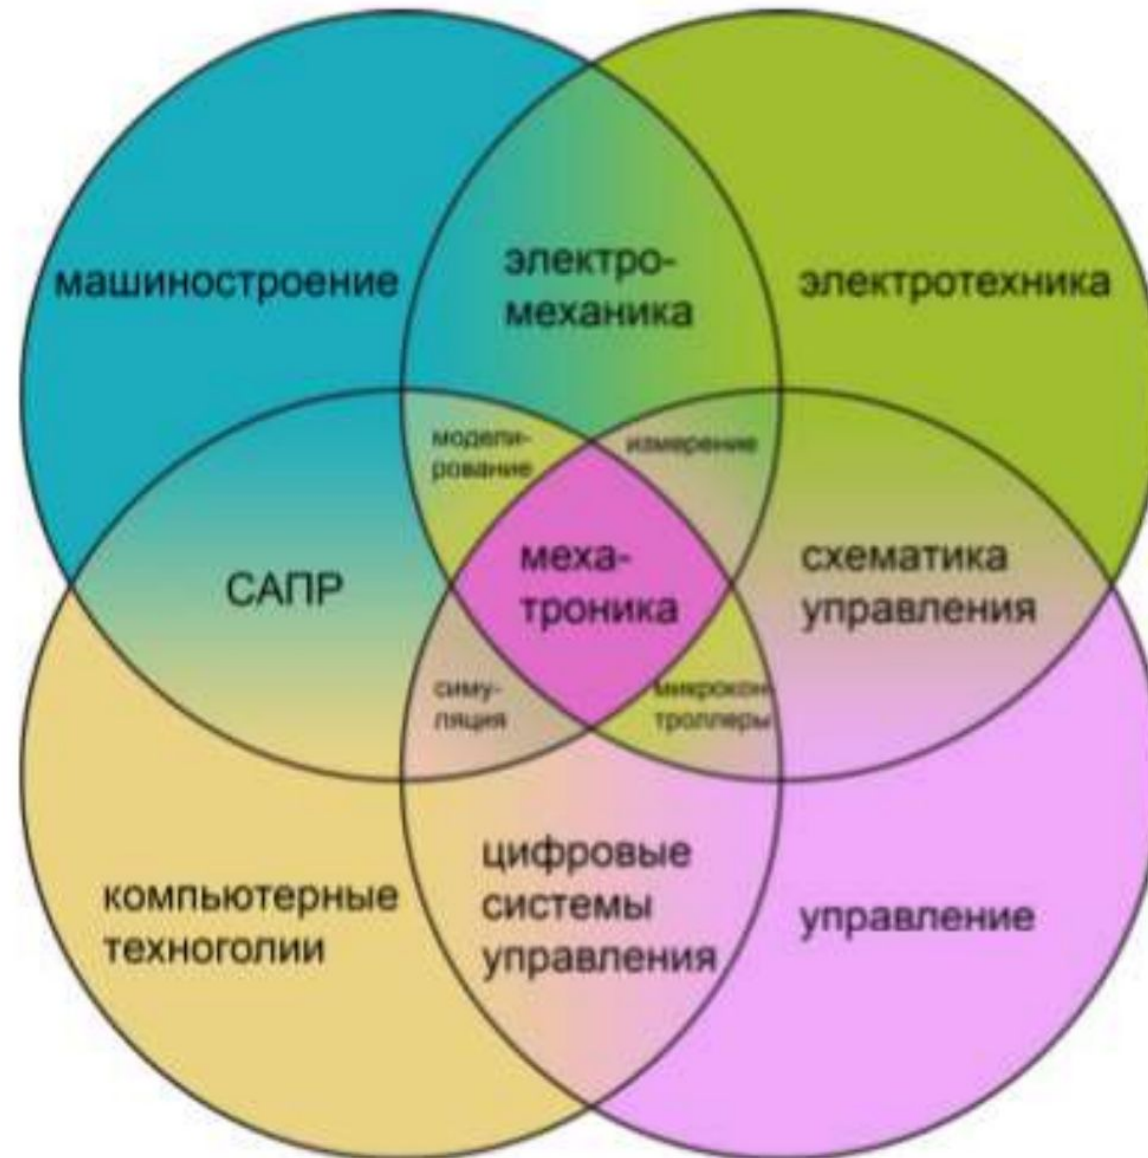 машиностроение
электро-
механика
электротехника
модели-
рование
измерение
САПР
меха-
троника
схематика
управления
симу-
ляция
микрокон-
троллеры
компьютерные
техноголии
цифровые
системы
управления
управление